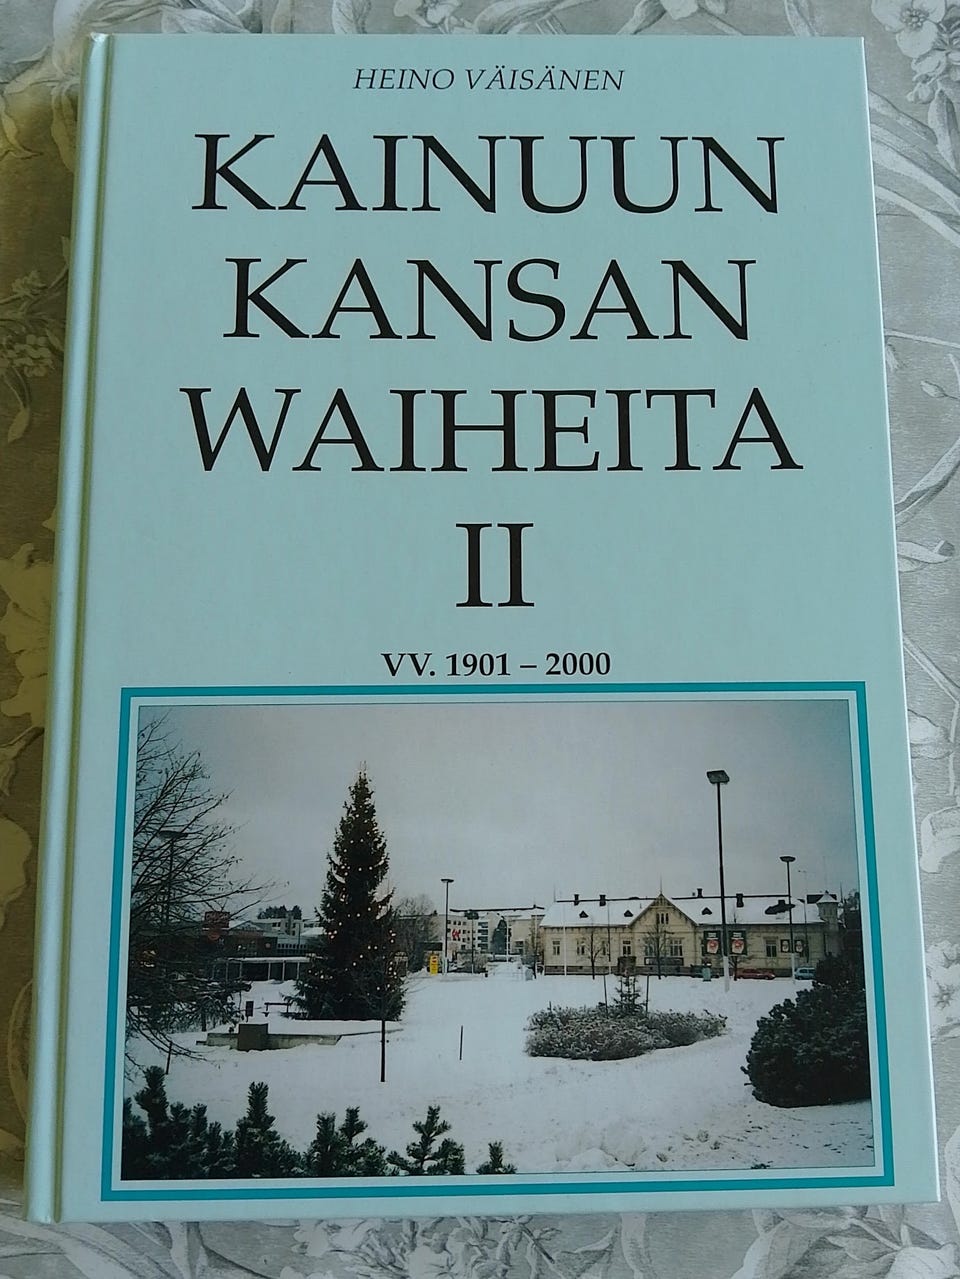 HEINO VÄISÄNEN
KAINUUN
KANSAN
WAIHEITA
II
VV. 1901 – 2000